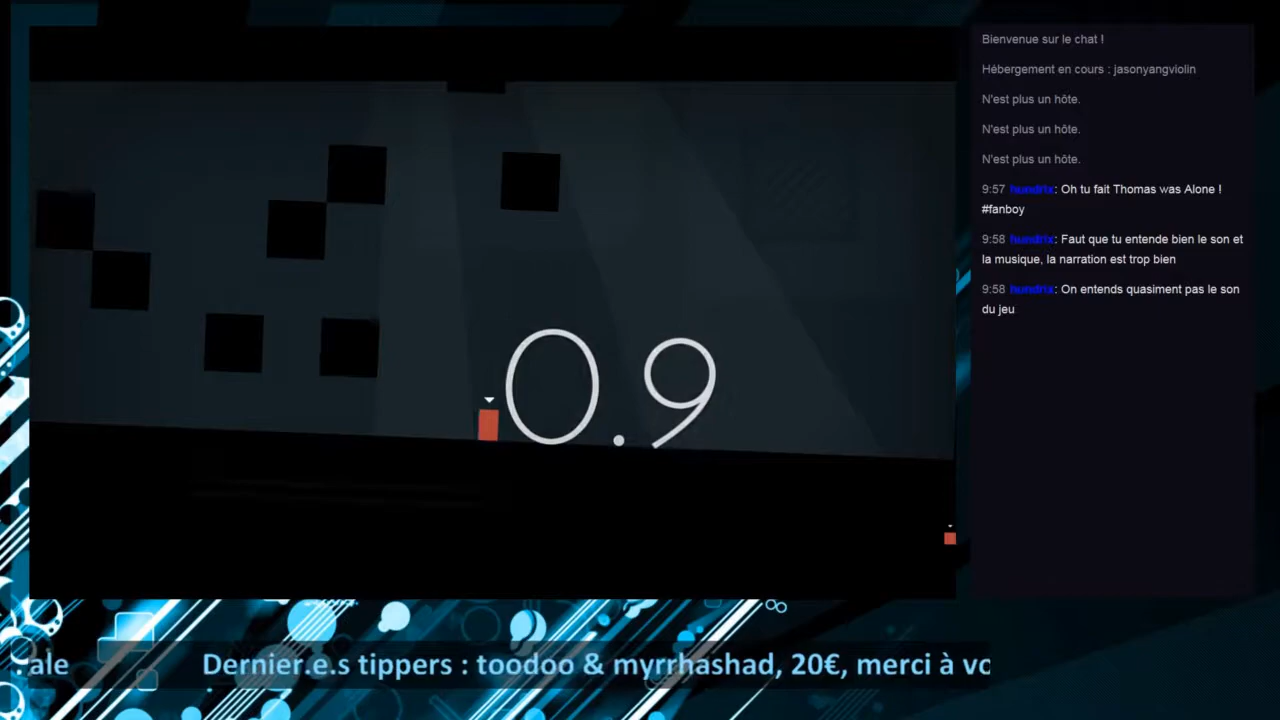 Bienvenue sur le chat !
Hébergement en cours : jasonyangviolin
N'est plus un hôte.
N'est plus un hôte.
N'est plus un hôte.
9:57 hundrix: Oh tu fait Thomas was Alone !
#fanboy
9:58 hundrix: Faut que tu entende bien le son et
la musique, la narration est trop bien
9:58 hundrix: On entends quasiment pas le son
du jeu
0.9
ale Dernier.e.s tippers : toodoo & myrrhashad, 20€, merci à vo